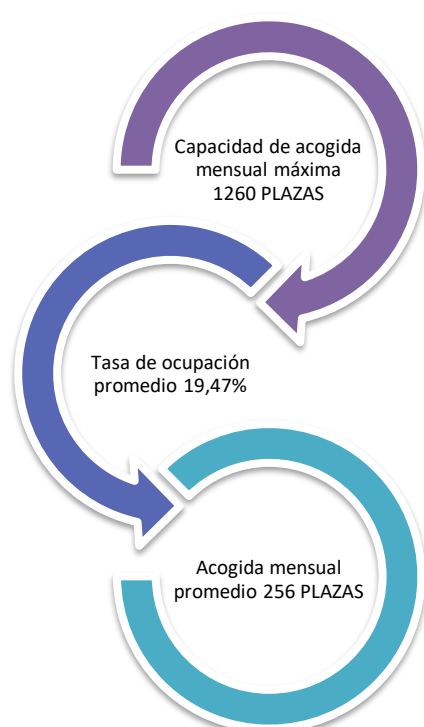 Capacidad de acogida
mensual máxima
1260 PLAZAS
Tasa de ocupación
promedio 19,47%
Acogida mensual
promedio 256 PLAZAS